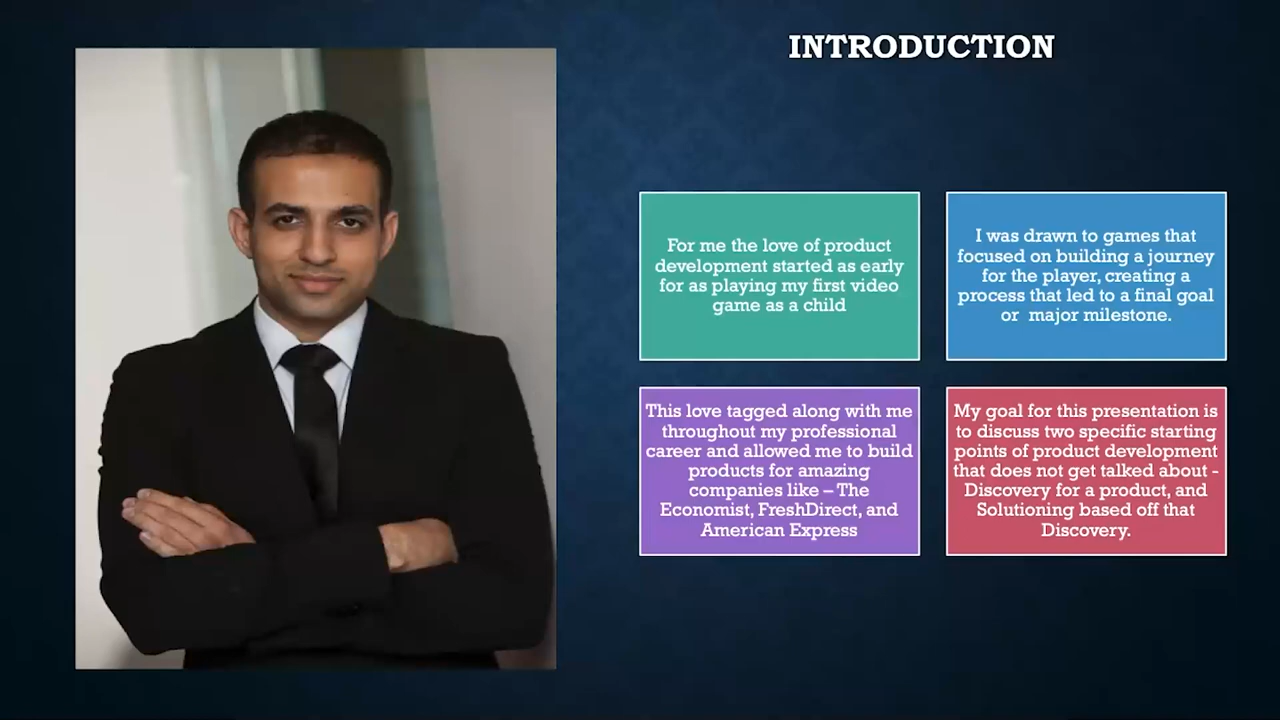 INTRODUCTION
For me the love of product
development started as early
for as playing my first video
game as a child
I was drawn to games that
focused on building a journey
for the player, creating a
process that led to a final goal
or  major milestone.
This love tagged along with me
throughout my professional
career and allowed me to build
products for amazing
companies like – The
Economist, FreshDirect, and
American Express
My goal for this presentation is
to discuss two specific starting
points of product development
that does not get talked about -
Discovery for a product, and
Solutioning based off that
Discovery.